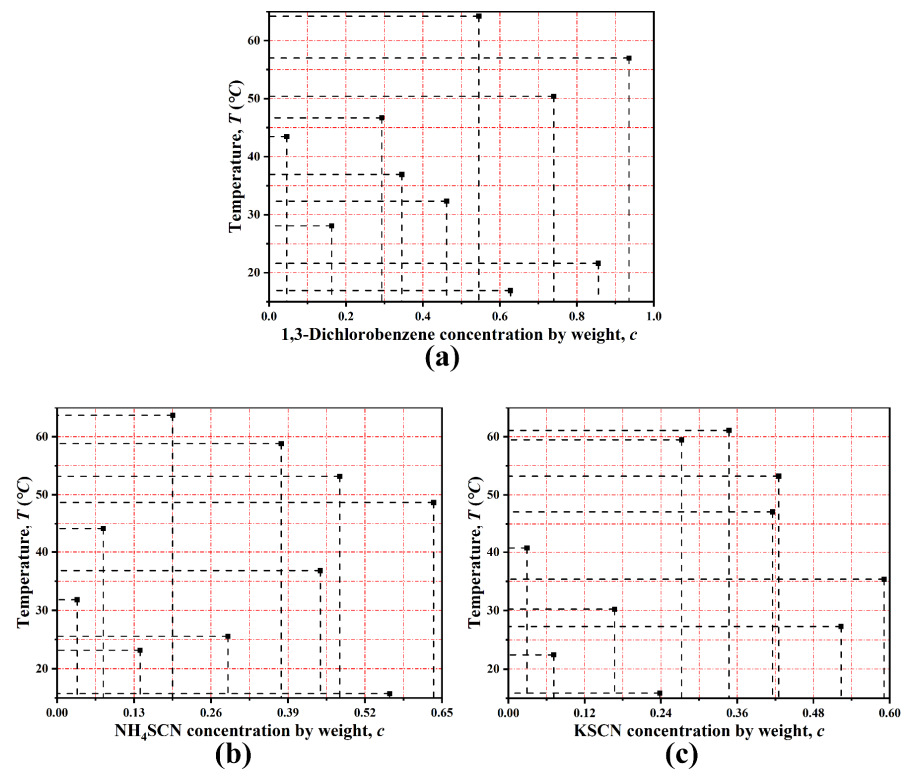 60
50
40
30
20
Temperature, T (°C)
0.0 0.2 0.4 0.6 0.8 1.0
1,3-Dichlorobenzene concentration by weight, c
(a)
60
50
40
30
20
Temperature, T (°C)
0.00 0.13 0.26 0.39 0.52 0.65
NH₄SCN concentration by weight, c
(b)
60
50
40
30
20
Temperature, T (°C)
0.00 0.12 0.24 0.36 0.48 0.60
KSCN concentration by weight, c
(c)